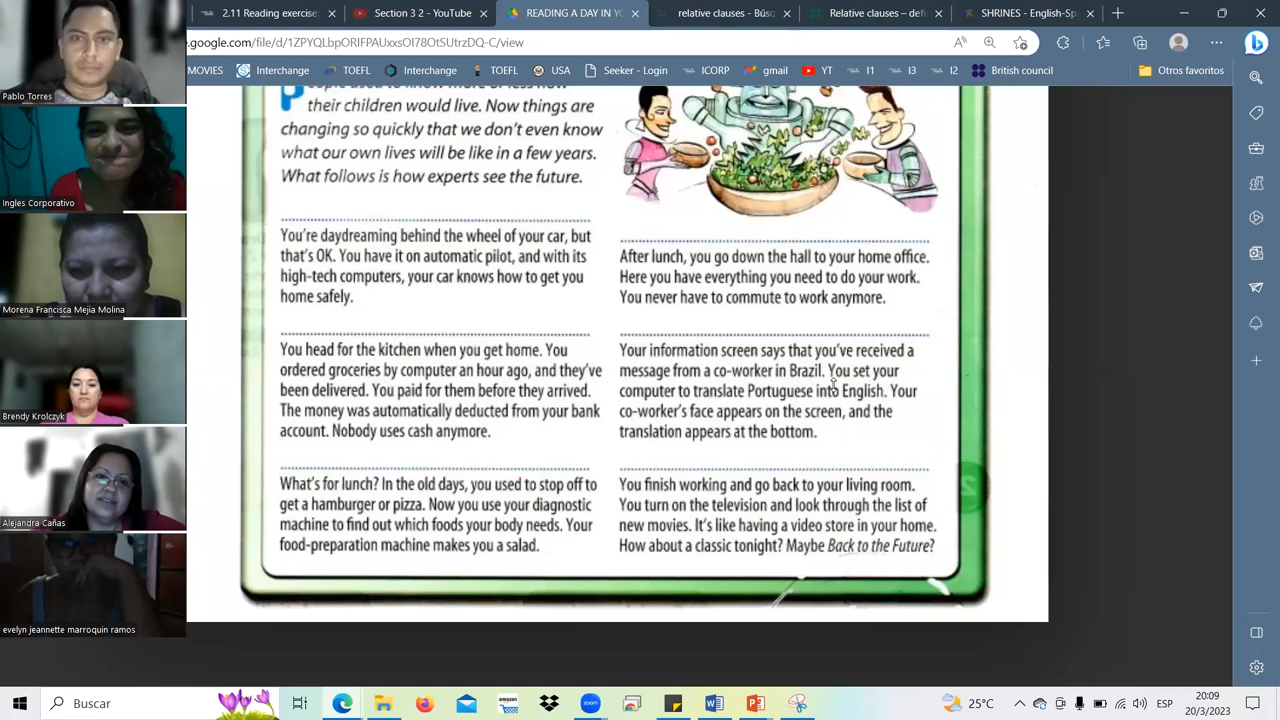 2.11 Reading exercise:
Section 3 2 - YouTube
READING A DAY IN YO
relative clauses - Búsq
Relative clauses – defi
SHRINES - English-Sp
e.google.com/file/d/1ZPYQLbpORIFPAUxxsOI78OtSUtrzDQ-C/view
MOVIES
Interchange
TOEFL
Interchange
TOEFL
USA
Seeker - Login
ICORP
gmail
YT
I1
I3
I2
British council
Otros favoritos
Pablo Torres
Ingles Corporativo
Morena Francisca Mejia Molina
Brendy Krolczyk
Alejandra Cañas
evelyn jeannette marroquin ramos
People used to know more or less how
their children would live. Now things are
changing so quickly that we don't even know
what our own lives will be like in a few years.
What follows is how experts see the future.
You're daydreaming behind the wheel of your car, but
that's OK. You have it on automatic pilot, and with its
high-tech computers, your car knows how to get you
home safely.
You head for the kitchen when you get home. You
ordered groceries by computer an hour ago, and they've
been delivered. You paid for them before they arrived.
The money was automatically deducted from your bank
account. Nobody uses cash anymore.
What's for lunch? In the old days, you used to stop off to
get a hamburger or pizza. Now you use your diagnostic
machine to find out which foods your body needs. Your
food-preparation machine makes you a salad.
After lunch, you go down the hall to your home office.
Here you have everything you need to do your work.
You never have to commute to work anymore.
Your information screen says that you've received a
message from a co-worker in Brazil. You set your
computer to translate Portuguese into English. Your
co-worker's face appears on the screen, and the
translation appears at the bottom.
You finish working and go back to your living room.
You turn on the television and look through the list of
new movies. It's like having a video store in your home.
How about a classic tonight? Maybe Back to the Future?
Buscar
25°C
ESP
20:09
20/3/2023